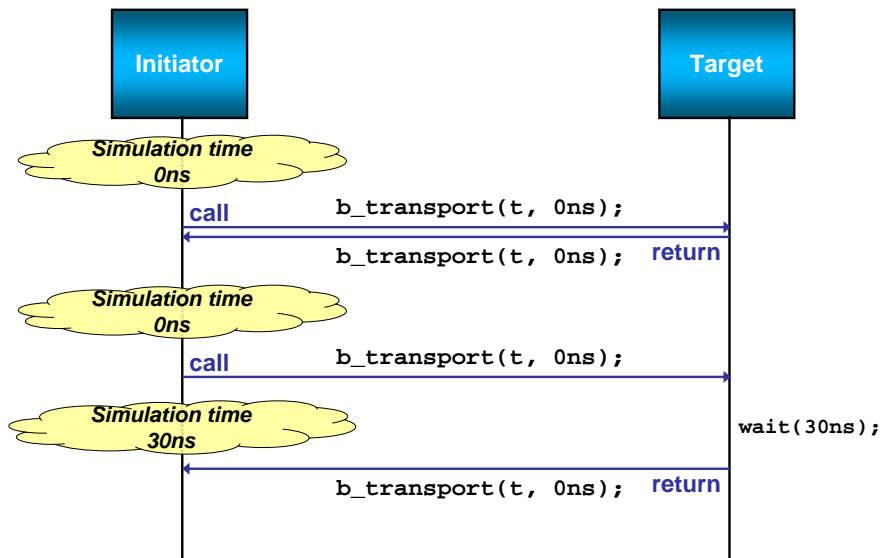 Initiator
Target
Simulation time
0ns
call
b_transport(t, 0ns);
b_transport(t, 0ns);
return
Simulation time
0ns
call
b_transport(t, 0ns);
Simulation time
30ns
wait(30ns);
b_transport(t, 0ns);
return